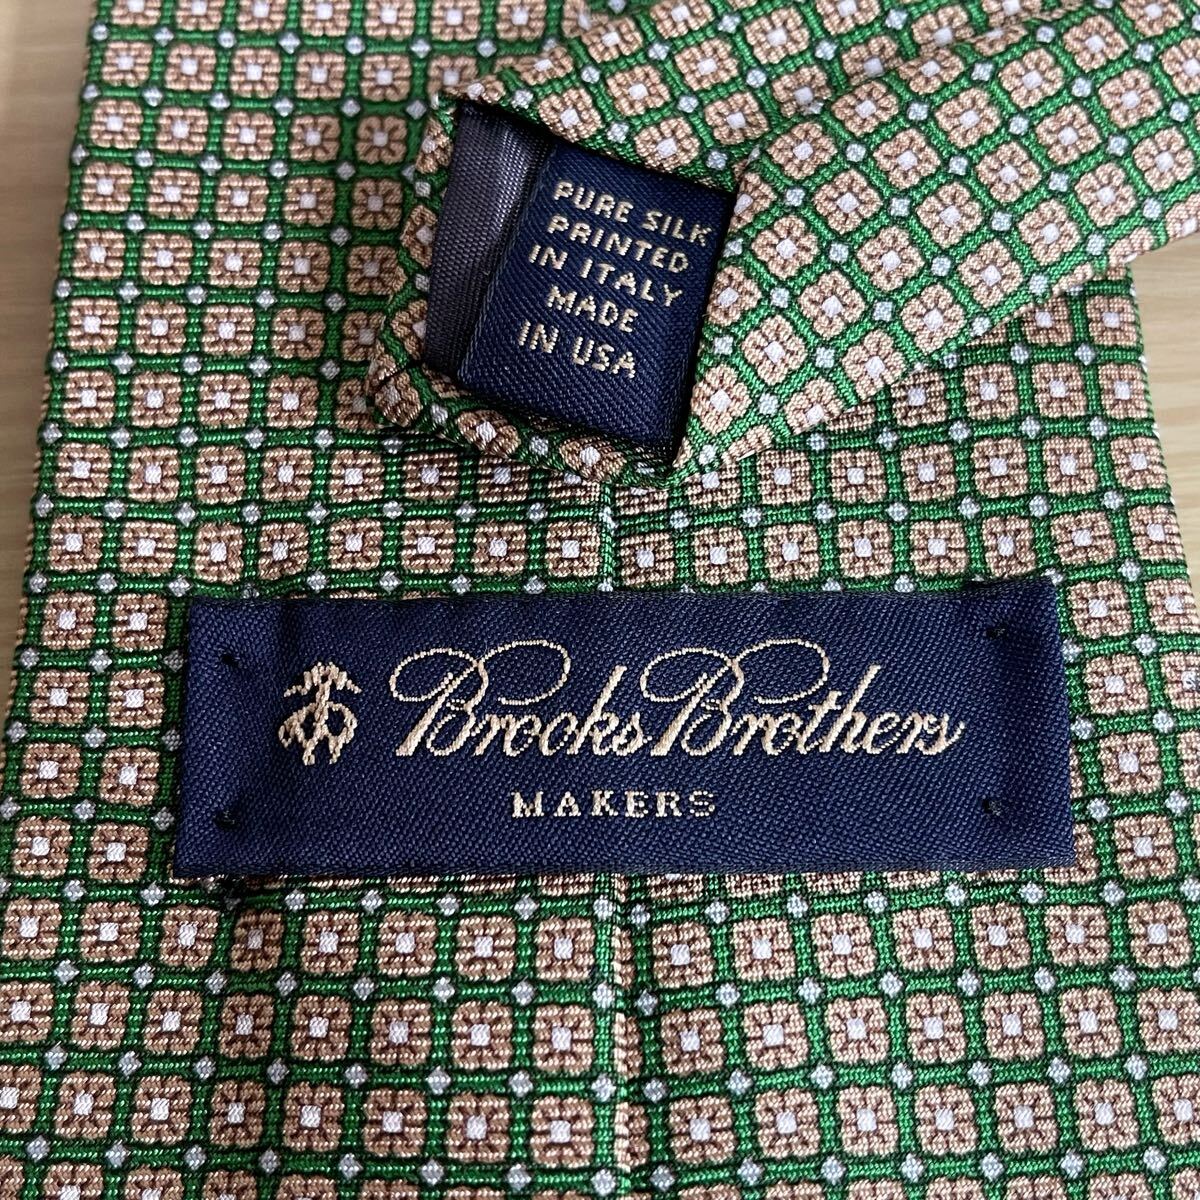 PURE SILK
PRINTED
IN ITALY
MADE
IN USA
Brooks Brothers
MAKERS